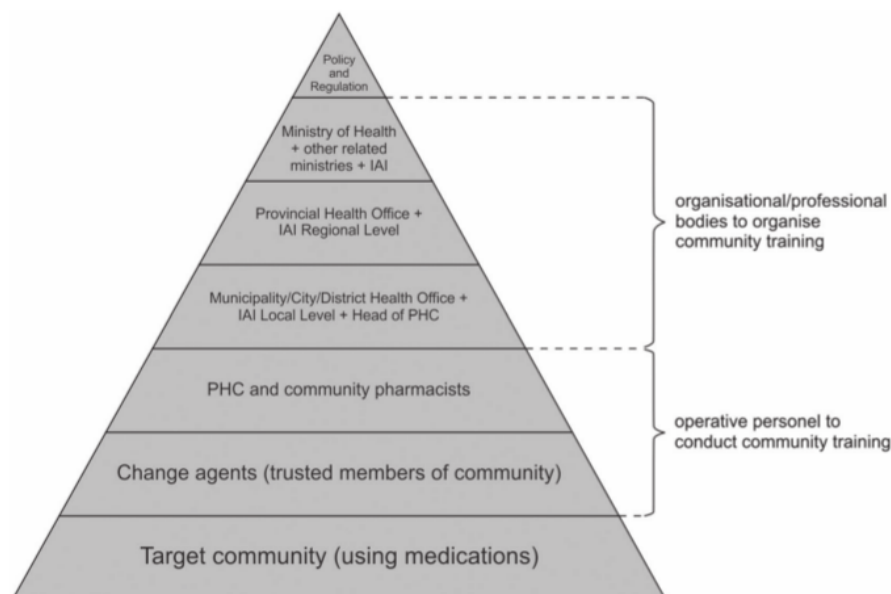 Policy
and
Regulation
Ministry of Health
+ other related
ministries + IAI
Provincial Health Office +
IAI Regional Level
Municipality/City/District Health Office +
IAI Local Level + Head of PHC
PHC and community pharmacists
Change agents (trusted members of community)
Target community (using medications)
organisational/professional
bodies to organise
community training
operative personel to
conduct community training